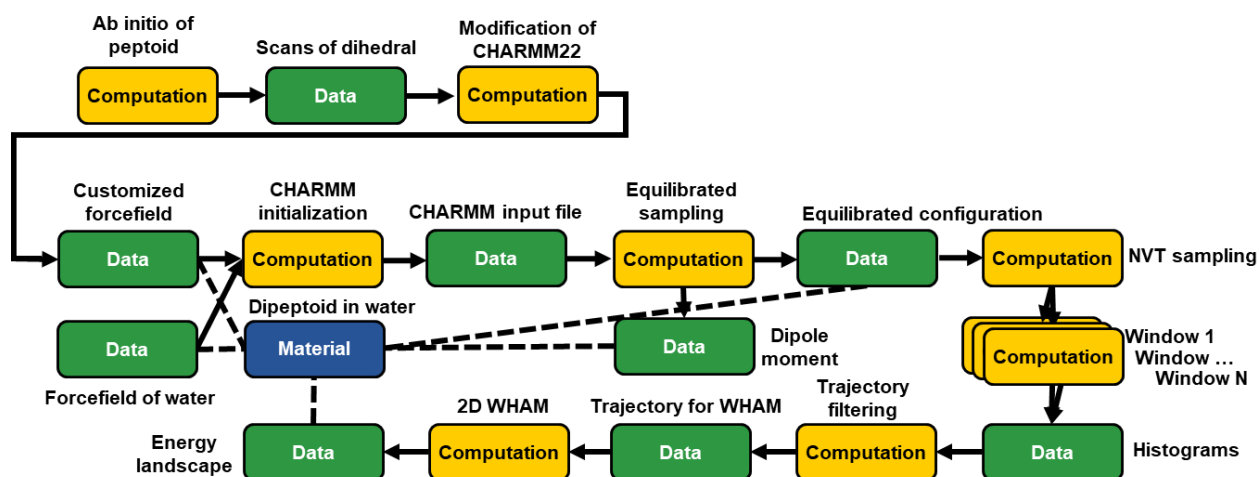 Ab initio of
peptoid
Scans of dihedral
Modification of
CHARMM22
Computation
Data
Computation
Customized
forcefield
CHARMM
initialization
CHARMM input file
Equilibrated
sampling
Equilibrated configuration
Data
Computation
Data
Computation
Data
Computation
NVT sampling
Dipeptoid in water
Data
Material
Data
Dipole
moment
Computation
Window 1
Window …
Window N
Forcefield of water
Energy
landscape
2D WHAM
Trajectory for WHAM
Trajectory
filtering
Data
Computation
Data
Computation
Data
Histograms